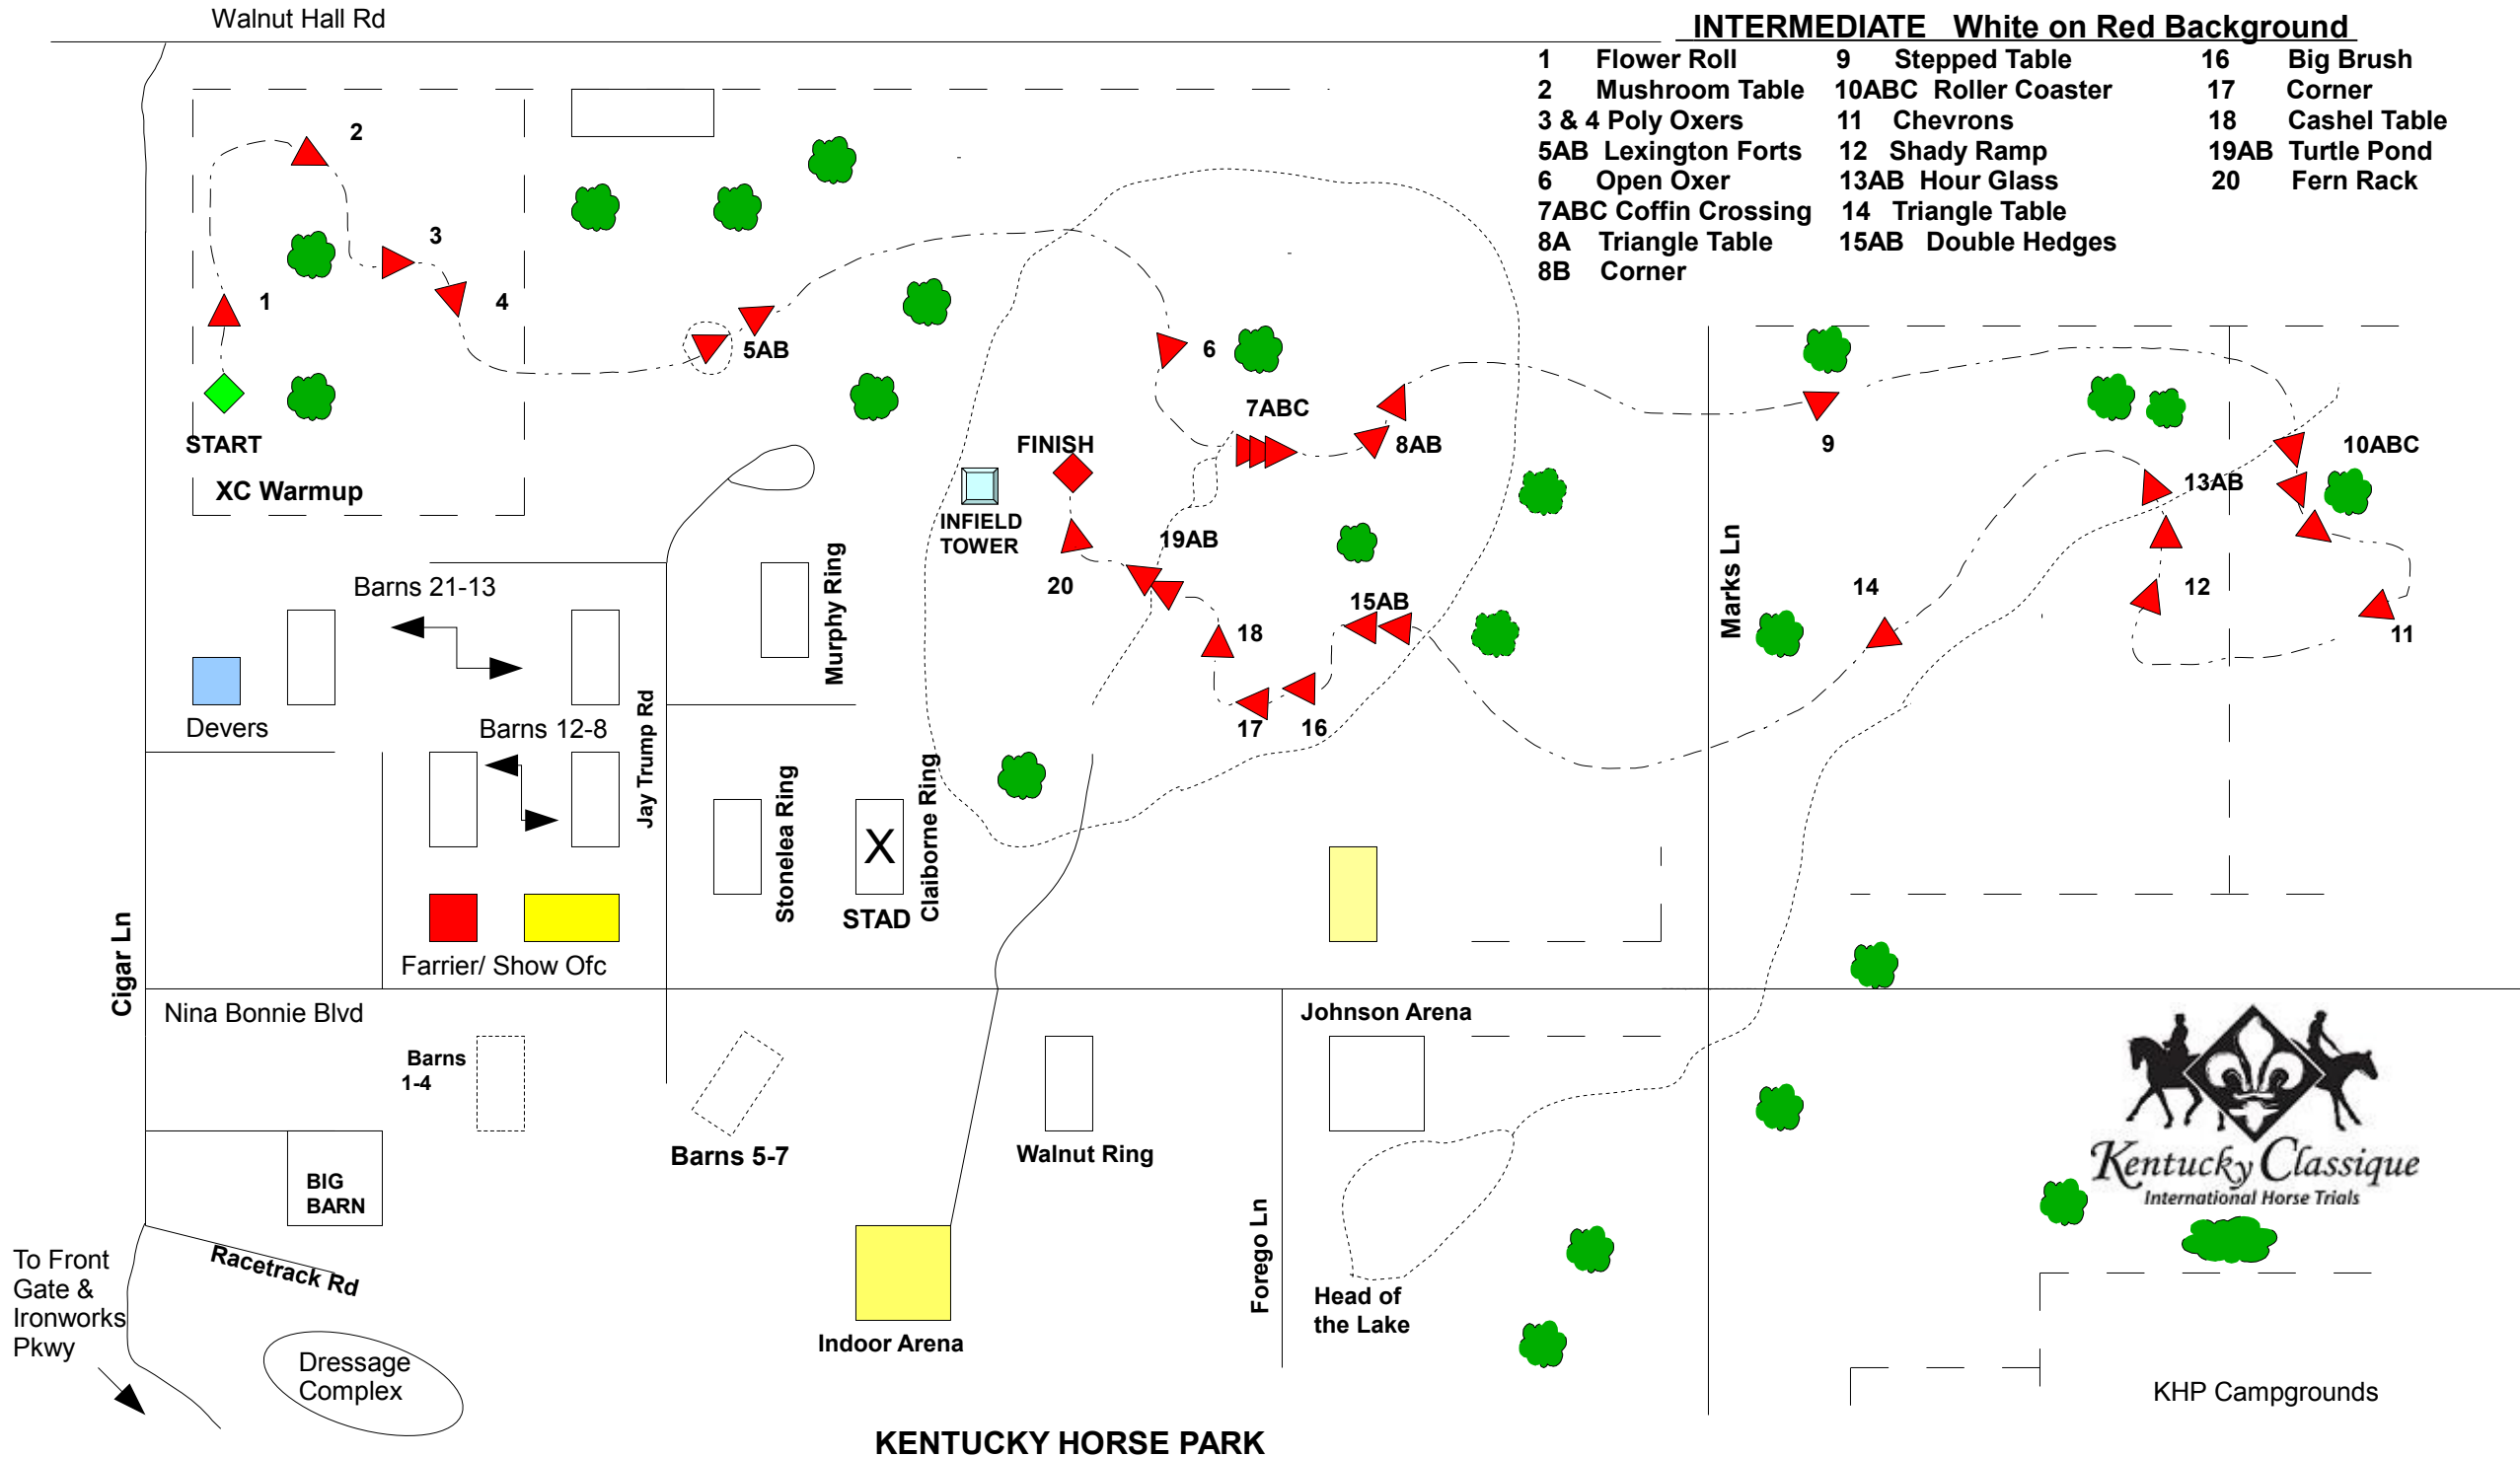 Walnut Hall Rd
INTERMEDIATE White on Red Background
1 Flower Roll
2 Mushroom Table
3 & 4 Poly Oxers
5AB Lexington Forts
6 Open Oxer
7ABC Coffin Crossing
8A Triangle Table
8B Corner
9 Stepped Table
10ABC Roller Coaster
11 Chevrons
12 Shady Ramp
13AB Hour Glass
14 Triangle Table
15AB Double Hedges
16 Big Brush
17 Corner
18 Cashel Table
19AB Turtle Pond
20 Fern Rack
2
3
1
4
5AB
6
7ABC
8AB
9
10ABC
START
FINISH
XC Warmup
INFIELD
TOWER
19AB
13AB
20
15AB
14
12
11
18
17
16
Barns 21-13
Murphy Ring
Marks Ln
Devers
Barns 12-8
Jay Trump Rd
Stonelea Ring
Claiborne Ring
X
STAD
Cigar Ln
Farrier/ Show Ofc
Nina Bonnie Blvd
Johnson Arena
Barns
1-4
Barns 5-7
Walnut Ring
BIG
BARN
Racetrack Rd
To Front
Gate &
Ironworks
Pkwy
Dressage
Complex
Indoor Arena
Forego Ln
Head of
the Lake
Kentucky Classique
International Horse Trials
KHP Campgrounds
KENTUCKY HORSE PARK